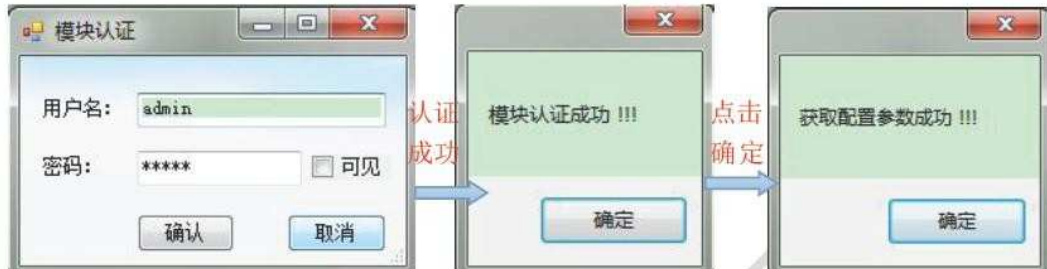 模块认证
用户名: admin
密码: ***** 可见
确认 取消
认证
成功
模块认证成功 !!!
确定
点击
确定
获取配置参数成功 !!!
确定